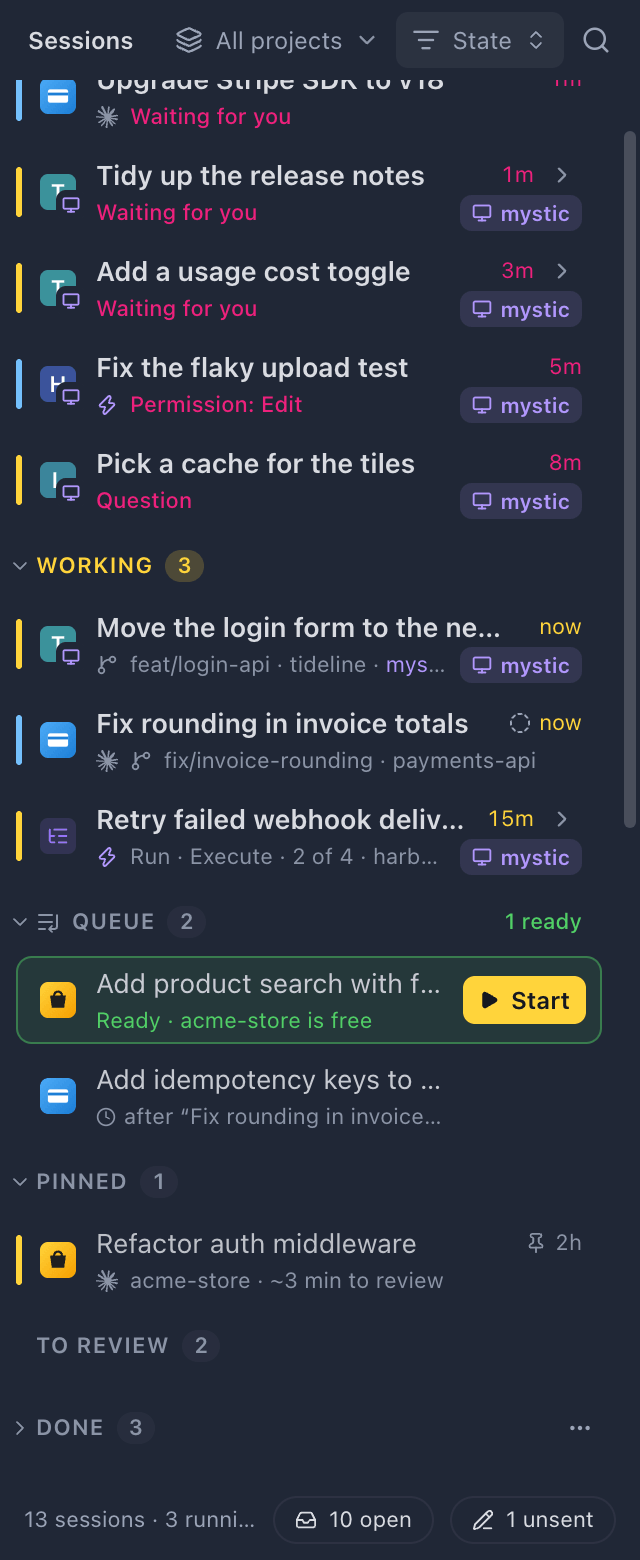 Sessions All projects State
Upgrade Stripe SDK to v18 1m
Waiting for you
T Tidy up the release notes 1m
Waiting for you mystic
T Add a usage cost toggle 3m
Waiting for you mystic
H Fix the flaky upload test 5m
Permission: Edit mystic
Pick a cache for the tiles 8m
Question mystic
WORKING 3
T Move the login form to the ne... now
feat/login-api · tideline · mys... mystic
Fix rounding in invoice totals now
fix/invoice-rounding · payments-api
Retry failed webhook deliv... 15m
Run · Execute · 2 of 4 · harb... mystic
QUEUE 2 1 ready
Add product search with f... Start
Ready · acme-store is free
Add idempotency keys to ...
after “Fix rounding in invoice...
PINNED 1
Refactor auth middleware 2h
acme-store · ~3 min to review
TO REVIEW 2
DONE 3
13 sessions · 3 runni... 10 open 1 unsent